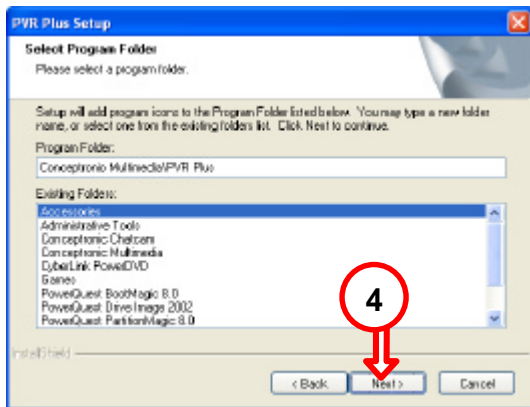 PVR Plus Setup
Select Program Folder
Please select a program folder.
Setup will add program icons to the Program Folder listed below. You may type a new folder
name, or select one from the existing folders list. Click Next to continue.
Program Folder:
Conceptronic Multimedia\PVR Plus
Existing Folders:
Accessories
Administrative Tools
Conceptronic Chatcam
Conceptronic Multimedia
CyberLink PowerDVD
Games
PowerQuest BootMagic 8.0
PowerQuest Drive Image 2002
PowerQuest PartitionMagic 8.0
4
InstallShield
< Back
Next >
Cancel